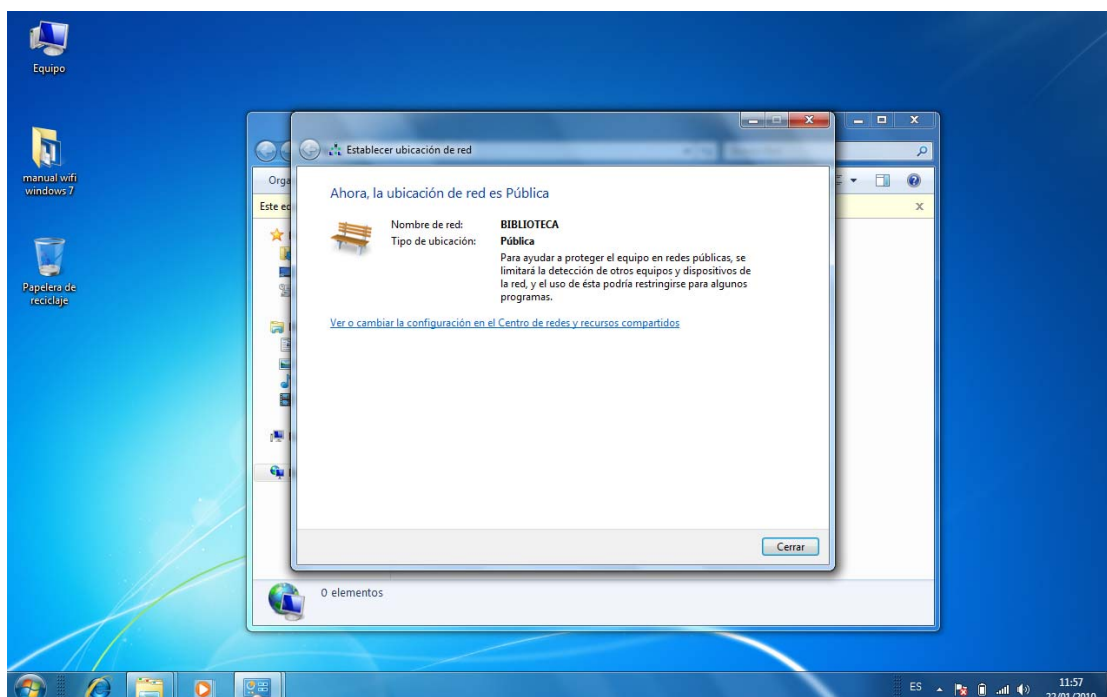 Equipo
manual wifi
windows 7
Papelera de
reciclaje
Orga
Este eq
Establecer ubicación de red
Ahora, la ubicación de red es Pública
Nombre de red: BIBLIOTECA
Tipo de ubicación: Pública
Para ayudar a proteger el equipo en redes públicas, se
limitará la detección de otros equipos y dispositivos de
la red, y el uso de ésta podría restringirse para algunos
programas.
Ver o cambiar la configuración en el Centro de redes y recursos compartidos
Cerrar
0 elementos
ES
11:57
22/01/2010